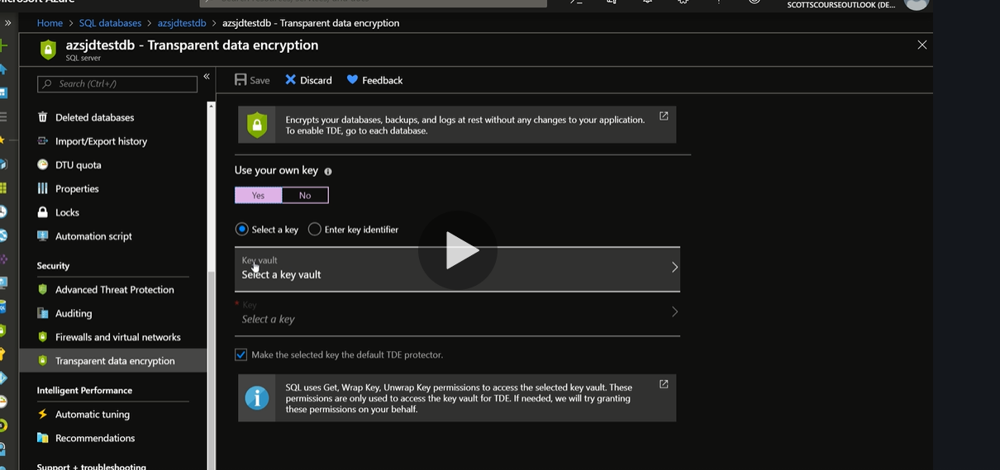 SCOTTSCOURSEOUTLOOK (DE...
Home > SQL databases > azsjdtestdb > azsjdtestdb - Transparent data encryption
azsjdtestdb - Transparent data encryption
SQL server
Search (Ctrl+/)
Save
Discard
Feedback
Deleted databases
Import/Export history
DTU quota
Properties
Locks
Automation script
Security
Advanced Threat Protection
Auditing
Firewalls and virtual networks
Transparent data encryption
Intelligent Performance
Automatic tuning
Recommendations
Support + troubleshooting
Encrypts your databases, backups, and logs at rest without any changes to your application.
To enable TDE, go to each database.
Use your own key
Yes No
Select a key Enter key identifier
Key vault
Select a key vault
* Key
Select a key
Make the selected key the default TDE protector.
SQL uses Get, Wrap Key, Unwrap Key permissions to access the selected key vault. These
permissions are only used to access the key vault for TDE. If needed, we will try granting
these permissions on your behalf.